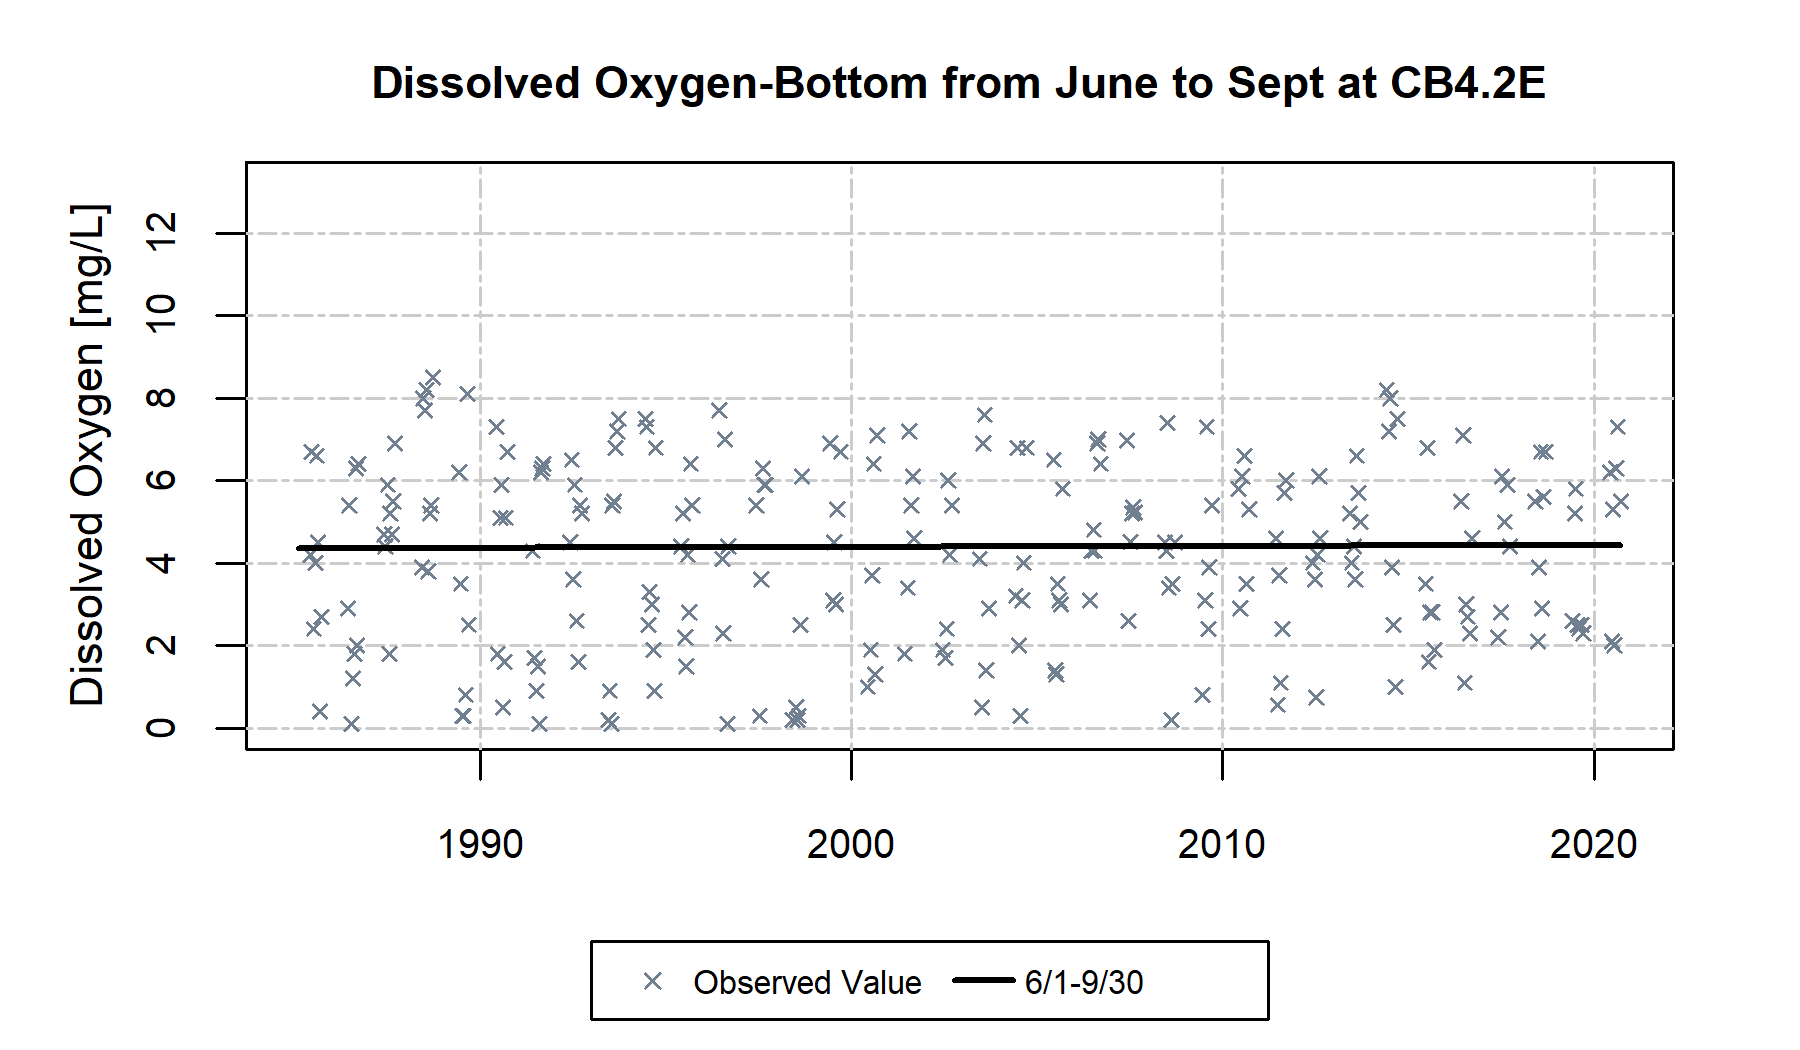 Dissolved Oxygen-Bottom from June to Sept at CB4.2E
Dissolved Oxygen [mg/L]
12
10
8
6
4
2
0
1990 2000 2010 2020
Observed Value 6/1-9/30